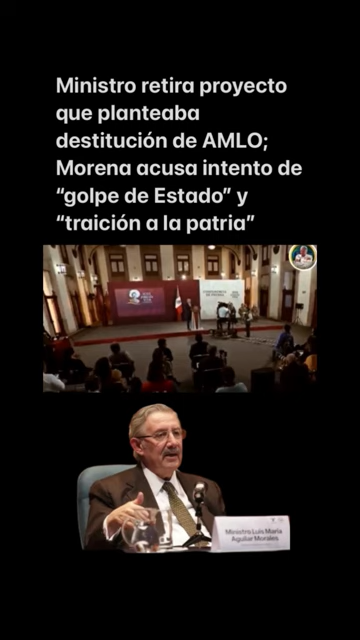 Ministro retira proyecto
que planteaba
destitución de AMLO;
Morena acusa intento de
“golpe de Estado” y
“traición a la patria”
Ministro Luis María
Aguilar Morales